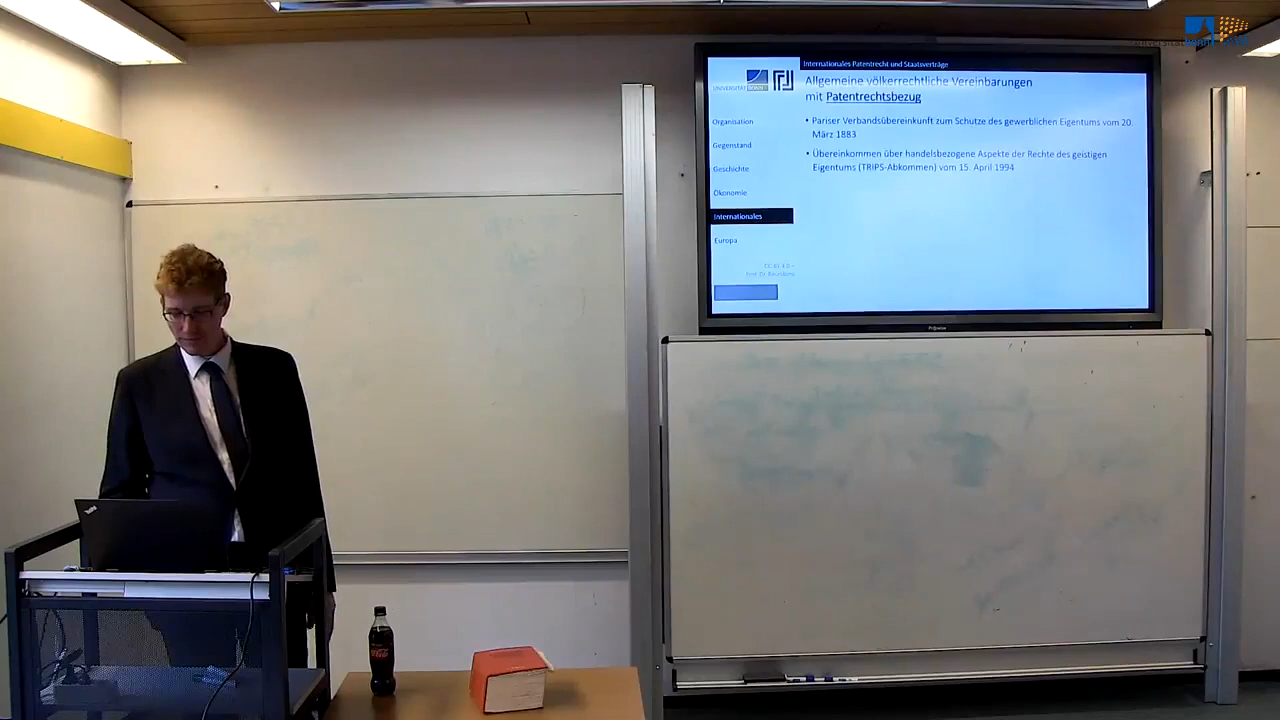 Internationales Patentrecht und Staatsverträge
Allgemeine völkerrechtliche Vereinbarungen
mit Patentrechtsbezug
• Pariser Verbandsübereinkunft zum Schutze des gewerblichen Eigentums vom 20.
März 1883
• Übereinkommen über handelsbezogene Aspekte der Rechte des geistigen
Eigentums (TRIPS-Abkommen) vom 15. April 1994
UNIVERSITÄT BONN
Organisation
Gegenstand
Geschichte
Ökonomie
Internationales
Europa